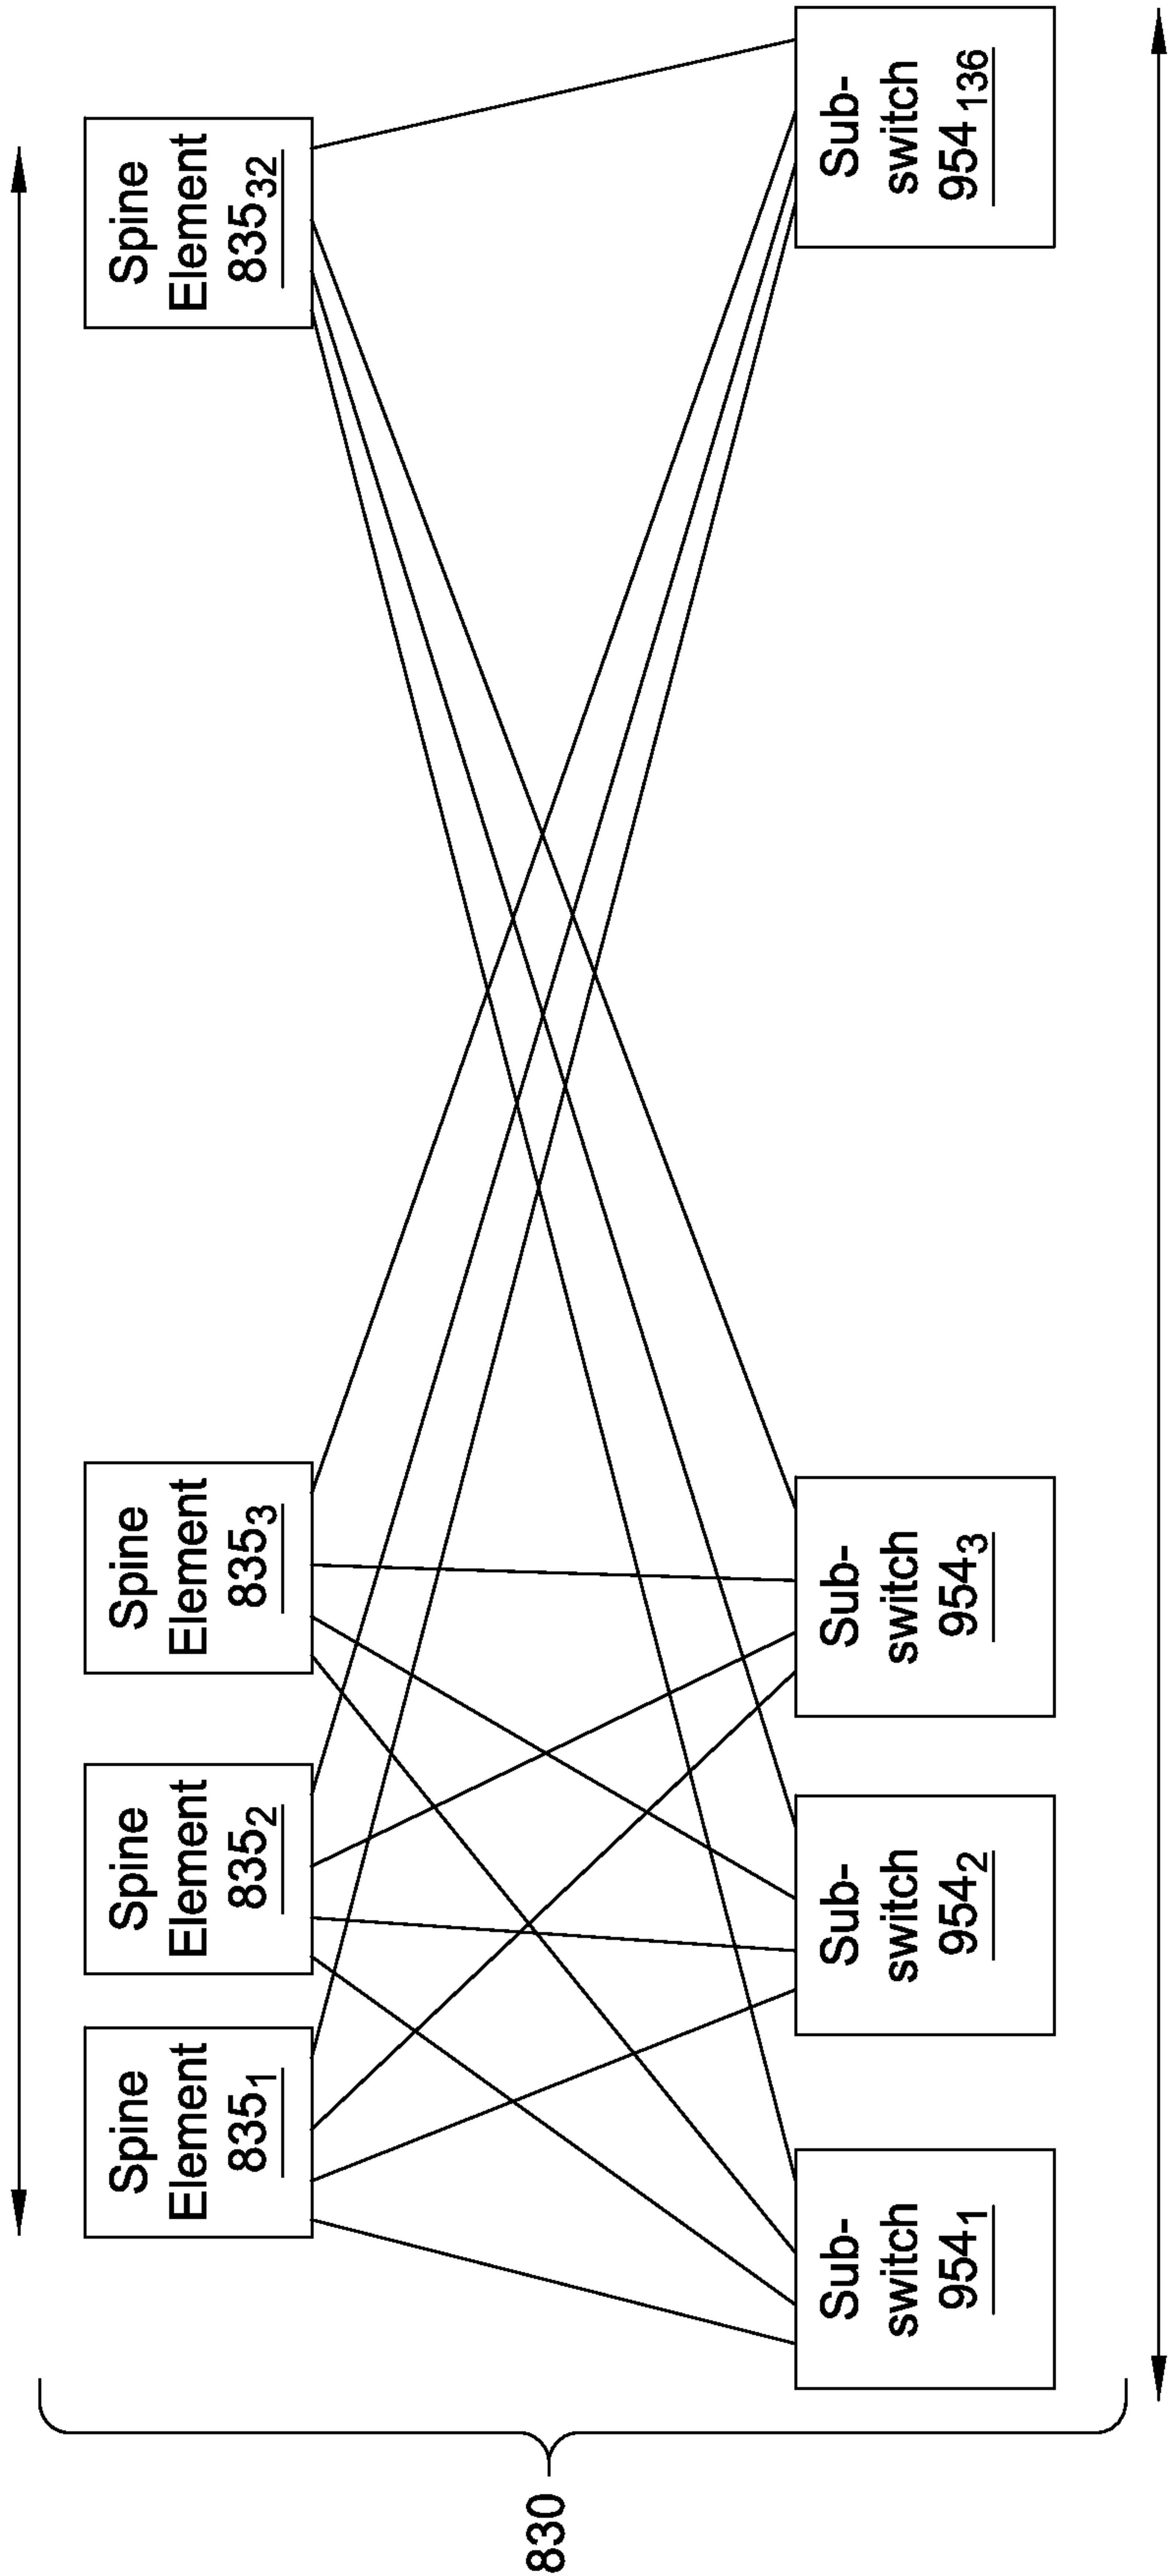 830
Spine
Element
835₁
Spine
Element
835₂
Spine
Element
835₃
Spine
Element
835₃₂
Sub-
switch
954₁
Sub-
switch
954₂
Sub-
switch
954₃
Sub-
switch
954₁₃₆